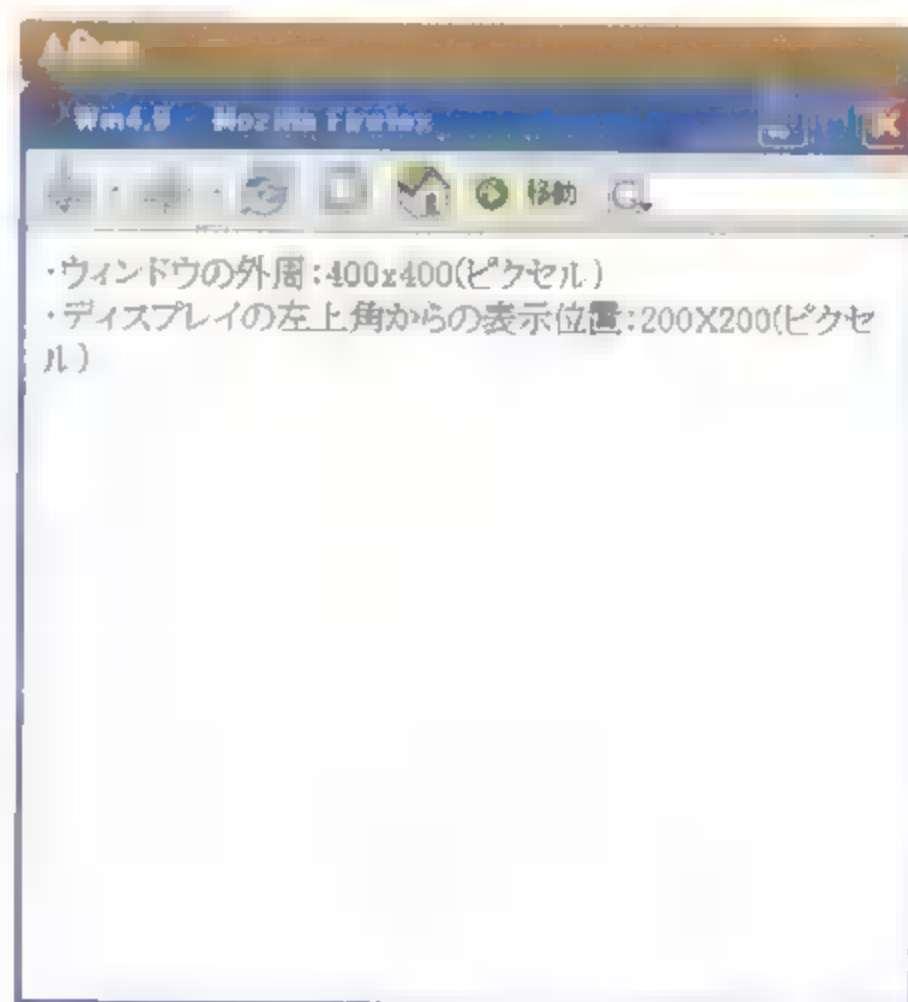 Mozilla Firefox
移動
・ウィンドウの外周:400x400(ピクセル)
・ディスプレイの左上角からの表示位置:200X200(ピクセ
ル)